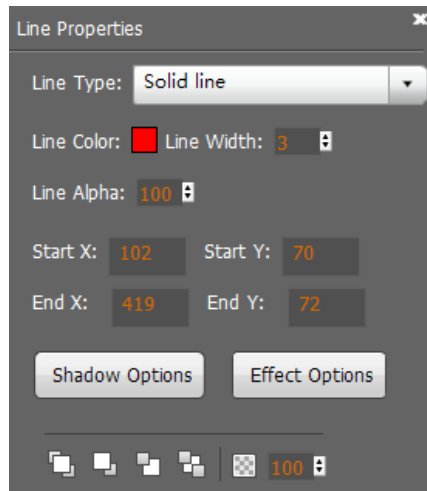 Line Properties
Line Type: Solid line
Line Color: Line Width: 3
Line Alpha: 100
Start X: 102 Start Y: 70
End X: 419 End Y: 72
Shadow Options Effect Options
100